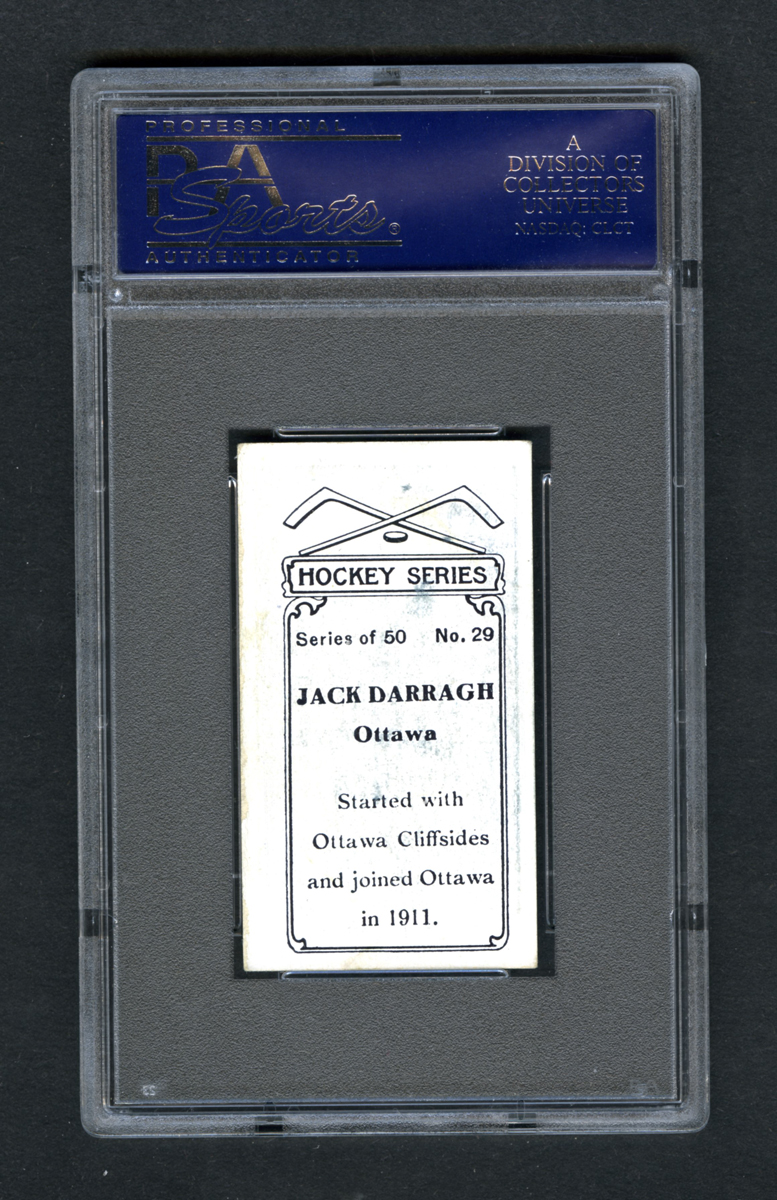 PROFESSIONAL
PSA
Sports®
AUTHENTICATOR
A
DIVISION OF
COLLECTORS
UNIVERSE
NASDAQ: CLCT
HOCKEY SERIES
Series of 50 No. 29
JACK DARRAGH
Ottawa
Started with
Ottawa Cliffsides
and joined Ottawa
in 1911.